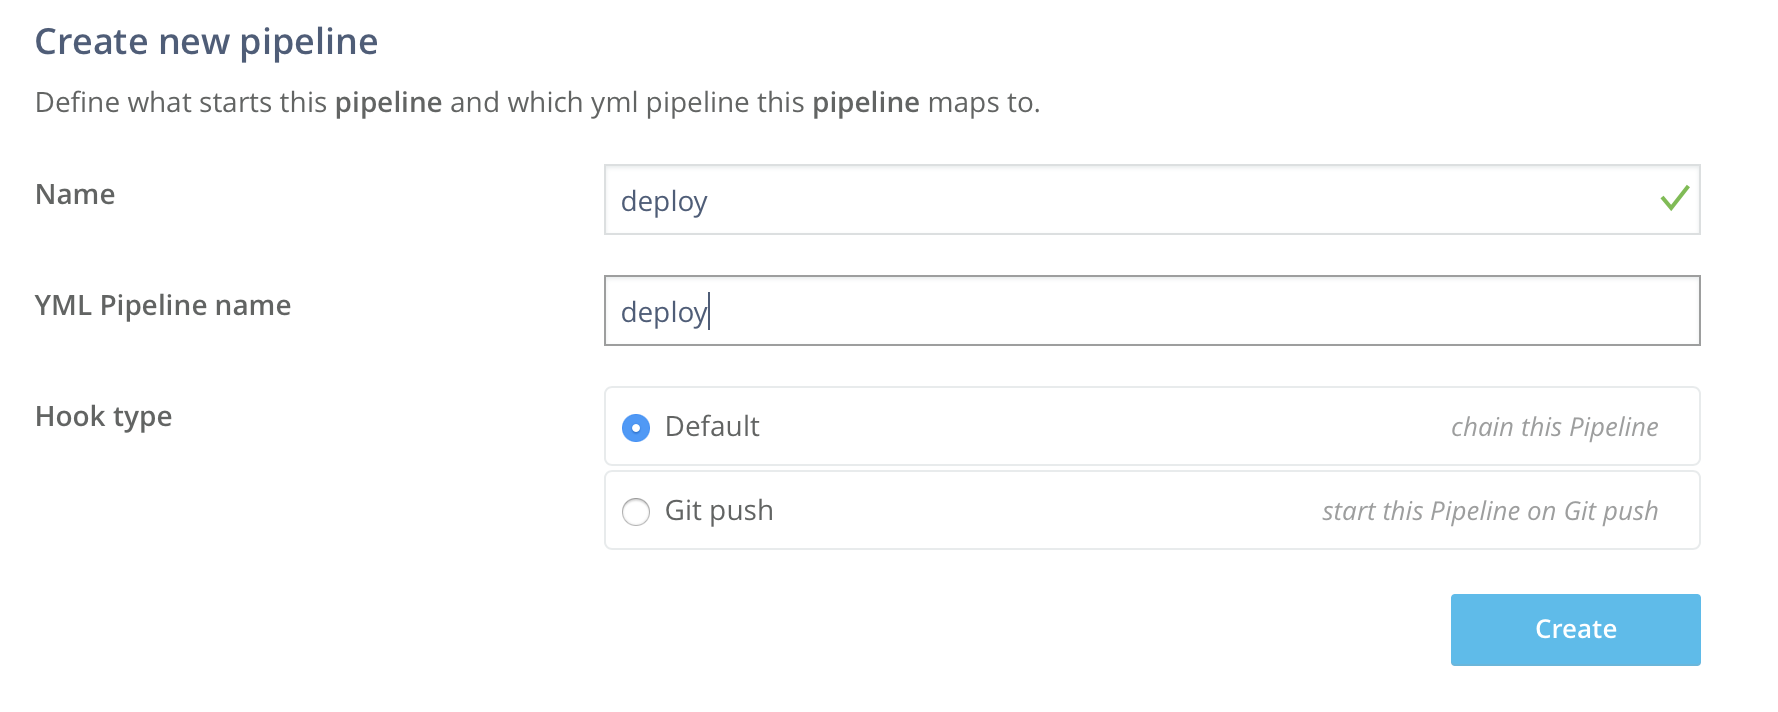 Create new pipeline
Define what starts this pipeline and which yml pipeline this pipeline maps to.
Name
deploy
YML Pipeline name
deploy
Hook type
Default
chain this Pipeline
Git push
start this Pipeline on Git push
Create